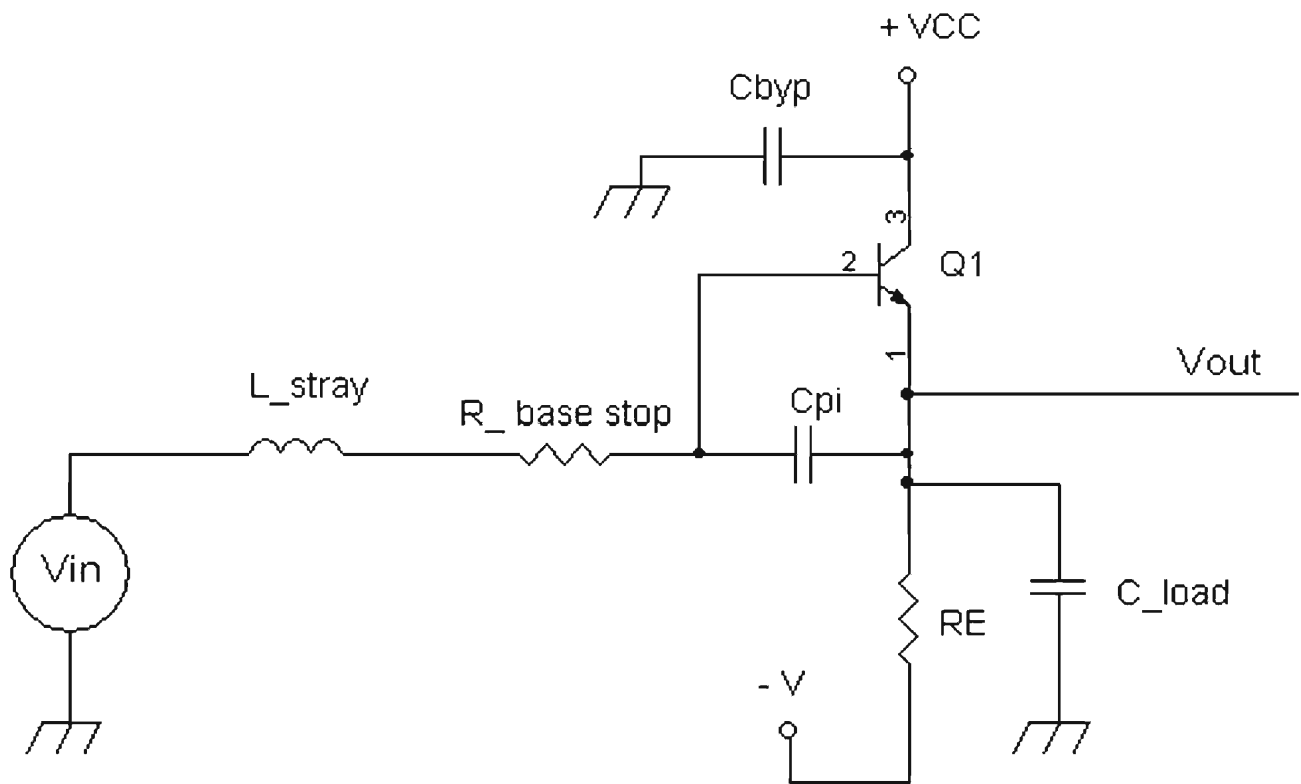 + VCC
Cbyp
3
2
Q1
1
Vout
L_stray
R_ base stop
Cpi
Vin
RE
C_load
- V